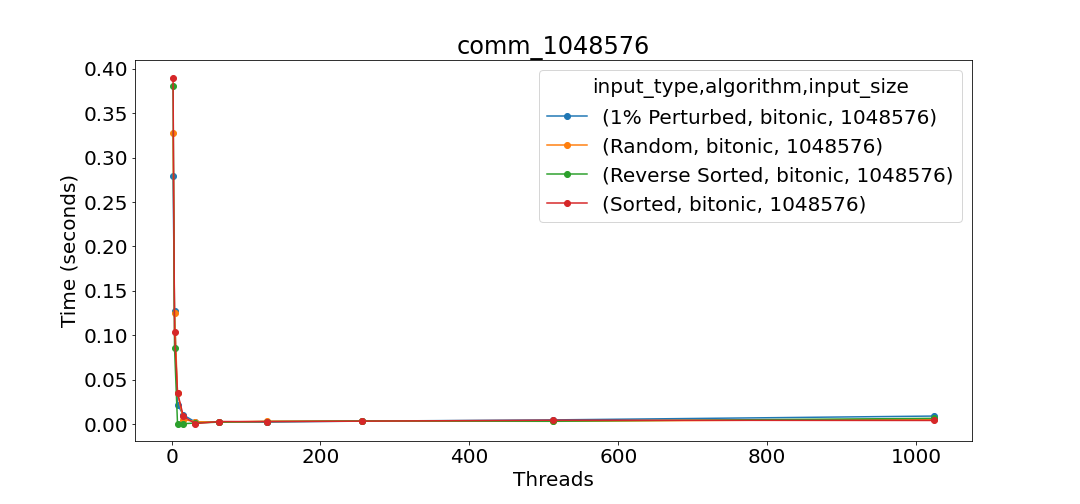 comm_1048576
input_type,algorithm,input_size
(1% Perturbed, bitonic, 1048576)
(Random, bitonic, 1048576)
(Reverse Sorted, bitonic, 1048576)
(Sorted, bitonic, 1048576)
Time (seconds)
0.40
0.35
0.30
0.25
0.20
0.15
0.10
0.05
0.00
0 200 400 600 800 1000
Threads